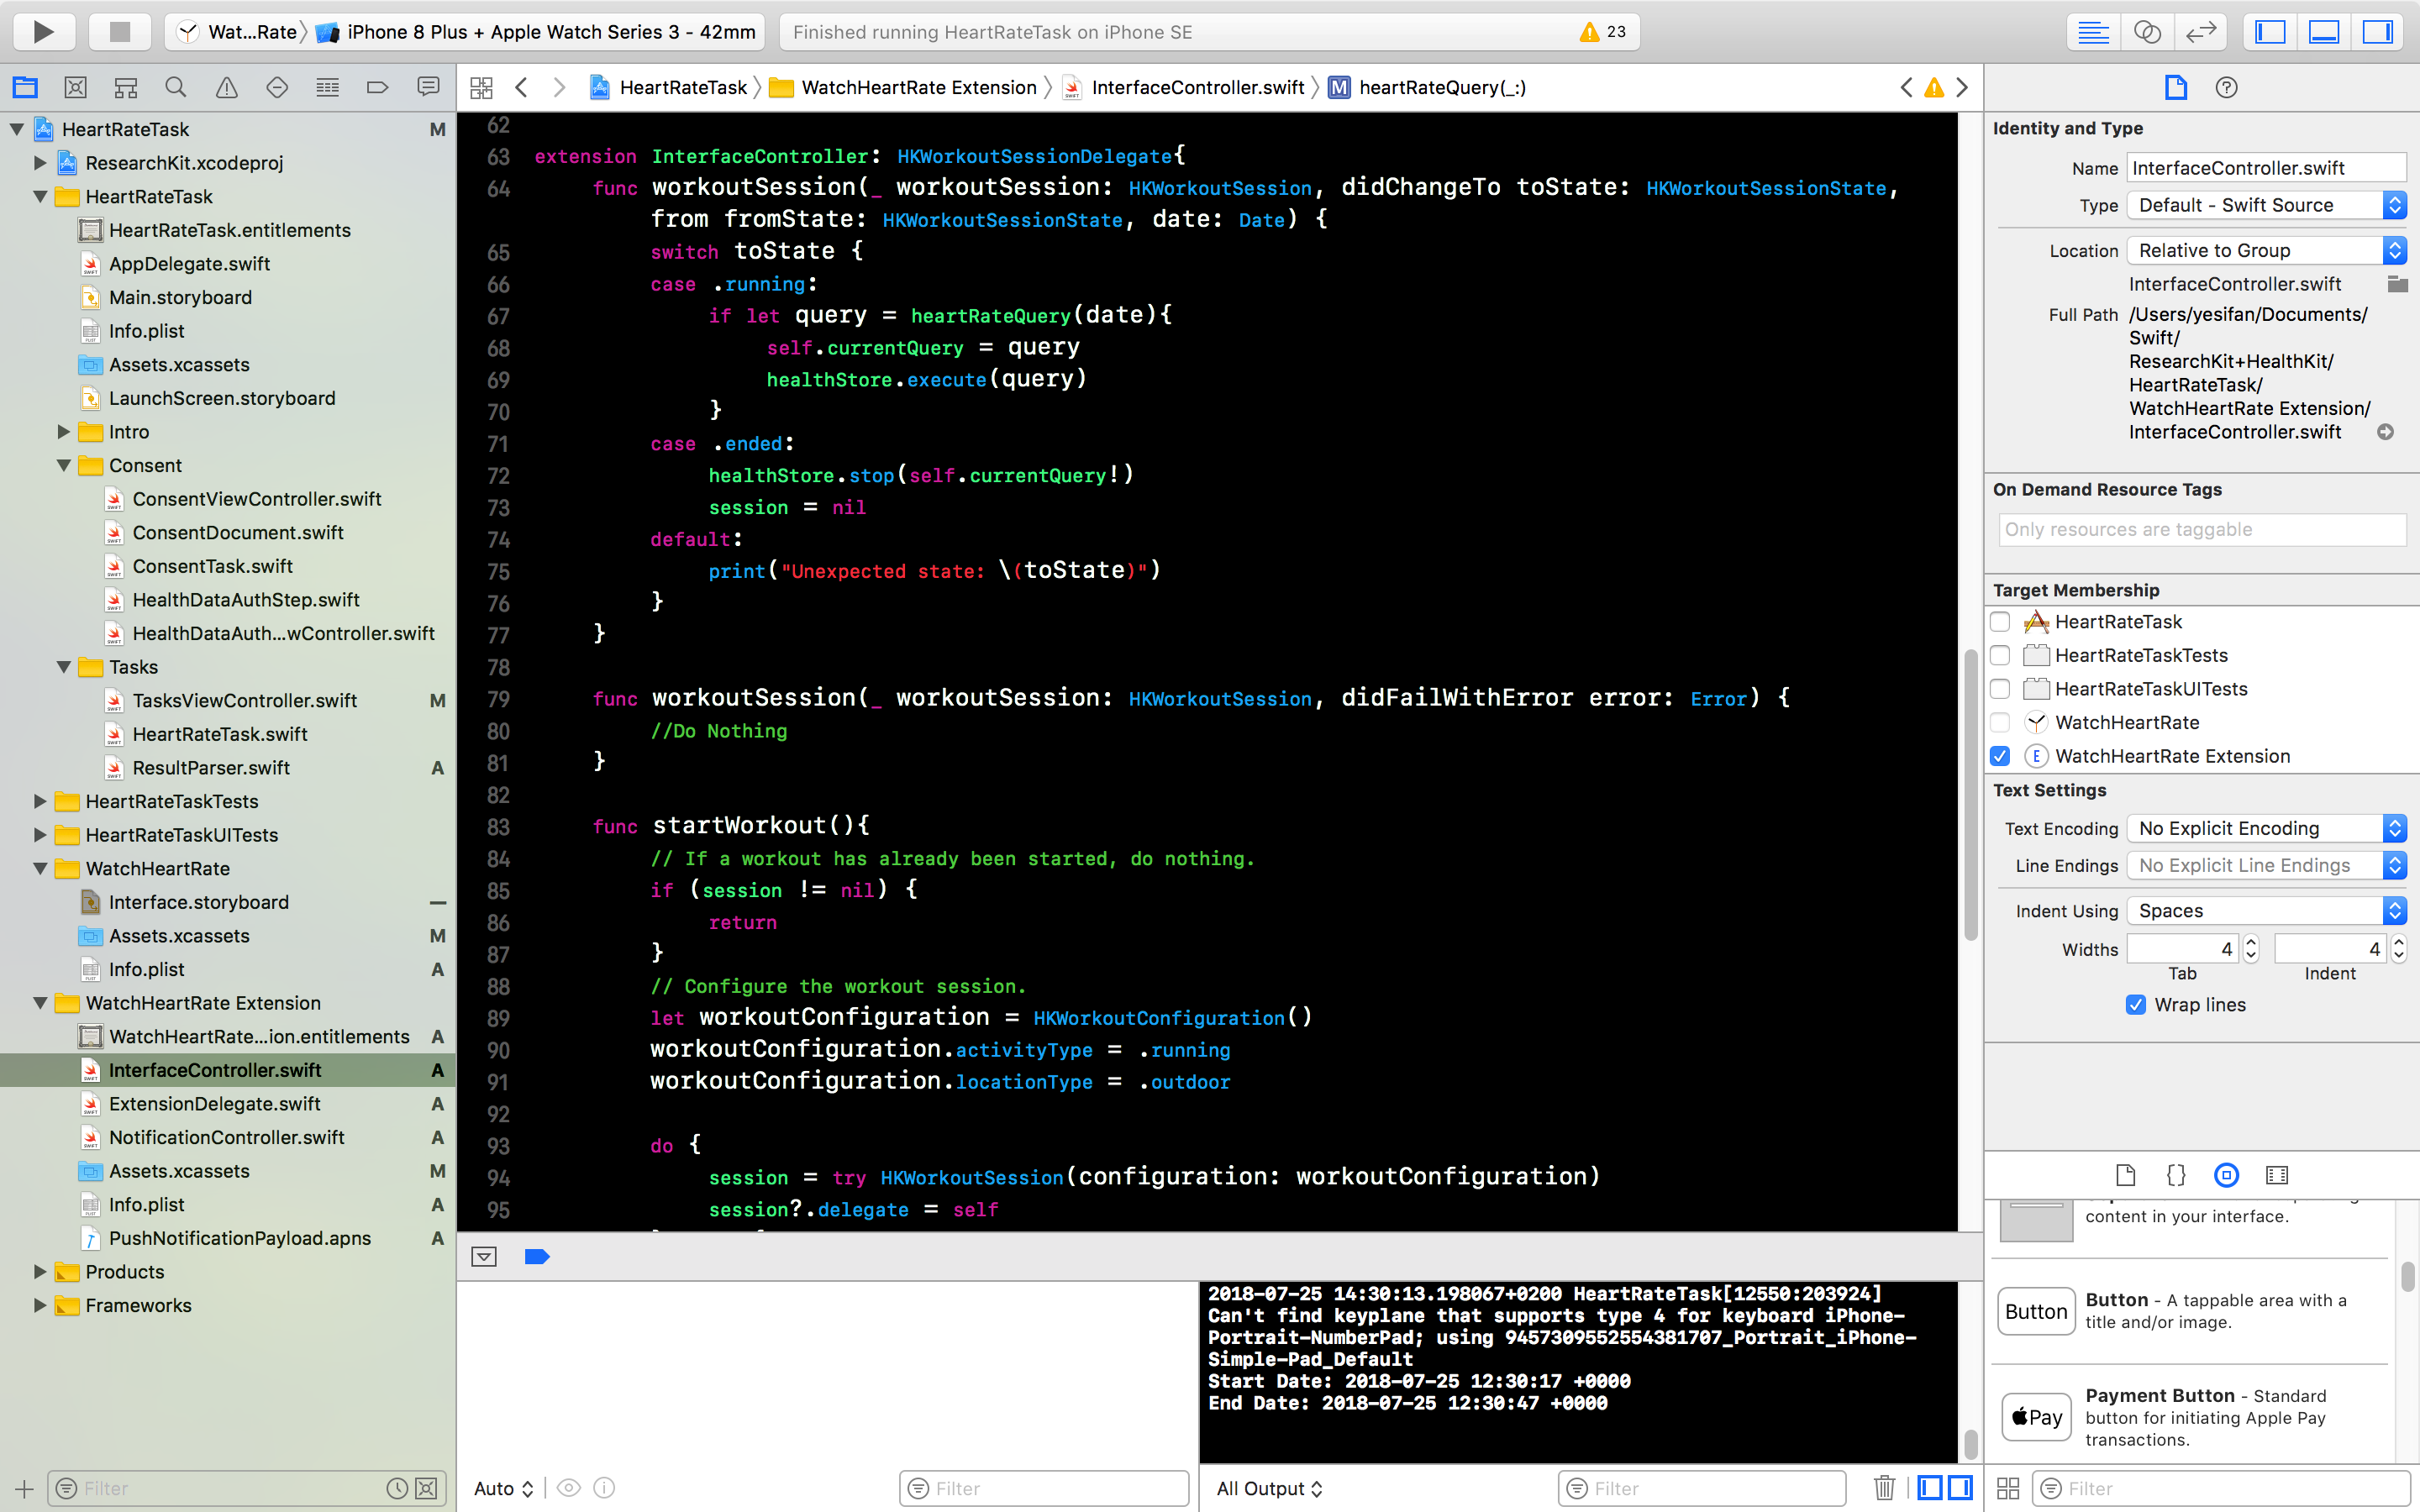 Wat...Rate iPhone 8 Plus + Apple Watch Series 3 - 42mm Finished running HeartRateTask on iPhone SE 23
HeartRateTask WatchHeartRate Extension InterfaceController.swift M heartRateQuery(_:)
HeartRateTask M
ResearchKit.xcodeproj
HeartRateTask
HeartRateTask.entitlements
AppDelegate.swift
Main.storyboard
Info.plist
Assets.xcassets
LaunchScreen.storyboard
Intro
Consent
ConsentViewController.swift
ConsentDocument.swift
ConsentTask.swift
HealthDataAuthStep.swift
HealthDataAuth...wController.swift
Tasks
TasksViewController.swift M
HeartRateTask.swift
ResultParser.swift A
HeartRateTaskTests
HeartRateTaskUITests
WatchHeartRate
Interface.storyboard
Assets.xcassets M
Info.plist A
WatchHeartRate Extension
WatchHeartRate...ion.entitlements A
InterfaceController.swift A
ExtensionDelegate.swift A
NotificationController.swift A
Assets.xcassets M
Info.plist A
PushNotificationPayload.apns A
Products
Frameworks
Filter
62
63 extension InterfaceController: HKWorkoutSessionDelegate{
64 func workoutSession(_ workoutSession: HKWorkoutSession, didChangeTo toState: HKWorkoutSessionState,
from fromState: HKWorkoutSessionState, date: Date) {
65 switch toState {
66 case .running:
67 if let query = heartRateQuery(date){
68 self.currentQuery = query
69 healthStore.execute(query)
70 }
71 case .ended:
72 healthStore.stop(self.currentQuery!)
73 session = nil
74 default:
75 print("Unexpected state: \(toState)")
76 }
77 }
78
79 func workoutSession(_ workoutSession: HKWorkoutSession, didFailWithError error: Error) {
80 //Do Nothing
81 }
82
83 func startWorkout(){
84 // If a workout has already been started, do nothing.
85 if (session != nil) {
86 return
87 }
88 // Configure the workout session.
89 let workoutConfiguration = HKWorkoutConfiguration()
90 workoutConfiguration.activityType = .running
91 workoutConfiguration.locationType = .outdoor
92
93 do {
94 session = try HKWorkoutSession(configuration: workoutConfiguration)
95 session?.delegate = self
Auto Filter
2018-07-25 14:30:13.198067+0200 HeartRateTask[12550:203924]
Can't find keyplane that supports type 4 for keyboard iPhone-
Portrait-NumberPad; using 9457309552554381707_Portrait_iPhone-
Simple-Pad_Default
Start Date: 2018-07-25 12:30:17 +0000
End Date: 2018-07-25 12:30:47 +0000
All Output Filter
Identity and Type
Name InterfaceController.swift
Type Default - Swift Source
Location Relative to Group
InterfaceController.swift
Full Path /Users/yesifan/Documents/
Swift/
ResearchKit+HealthKit/
HeartRateTask/
WatchHeartRate Extension/
InterfaceController.swift
On Demand Resource Tags
Only resources are taggable
Target Membership
HeartRateTask
HeartRateTaskTests
HeartRateTaskUITests
WatchHeartRate
E WatchHeartRate Extension
Text Settings
Text Encoding No Explicit Encoding
Line Endings No Explicit Line Endings
Indent Using Spaces
Widths 4 4
Tab Indent
Wrap lines
content in your interface.
Button Button - A tappable area with a
title and/or image.
Pay Payment Button - Standard
button for initiating Apple Pay
transactions.
Filter